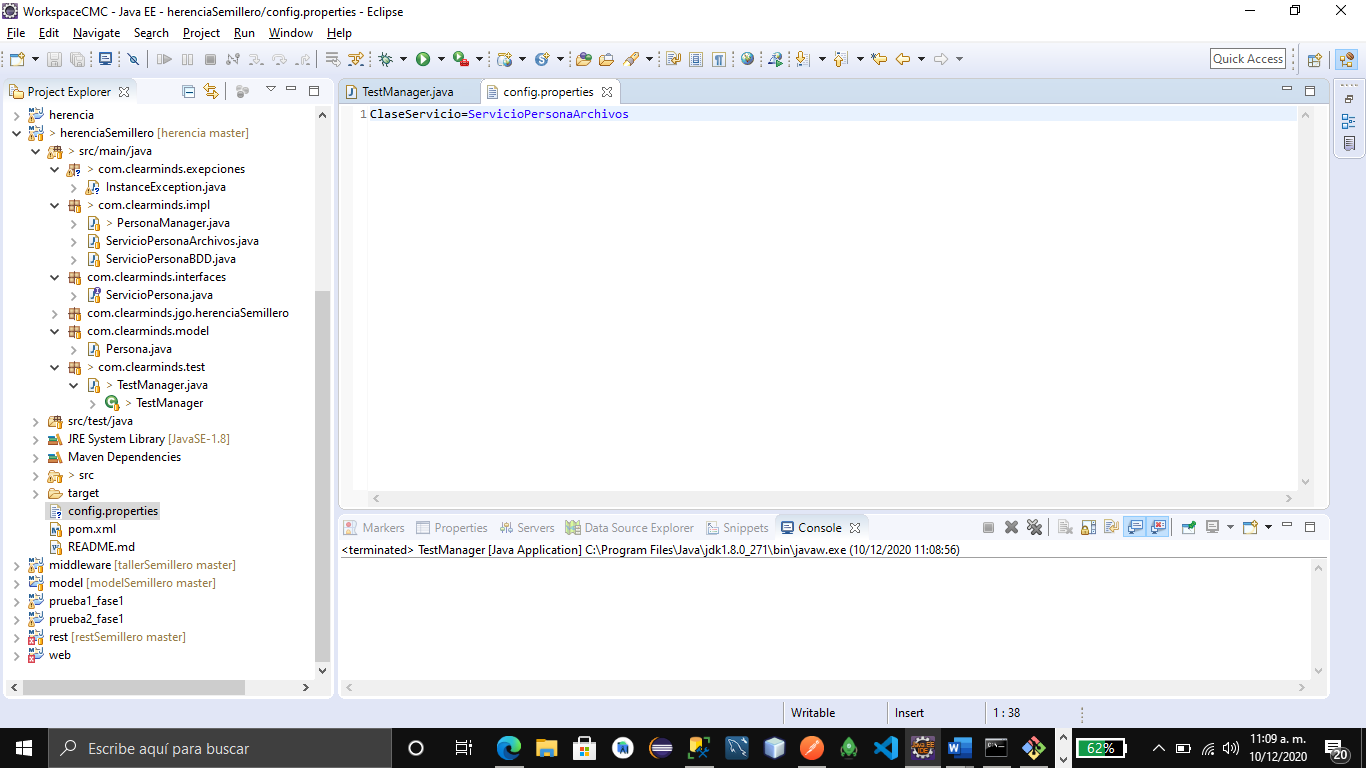 WorkspaceCMC - Java EE - herenciaSemillero/config.properties - Eclipse
File Edit Navigate Search Project Run Window Help
Quick Access
Project Explorer
herencia
> herenciaSemillero [herencia master]
> src/main/java
> com.clearminds.exepciones
InstanceException.java
> com.clearminds.impl
> PersonaManager.java
ServicioPersonaArchivos.java
ServicioPersonaBDD.java
com.clearminds.interfaces
ServicioPersona.java
com.clearminds.jgo.herenciaSemillero
com.clearminds.model
Persona.java
> com.clearminds.test
> TestManager.java
> TestManager
src/test/java
JRE System Library [JavaSE-1.8]
Maven Dependencies
> src
target
config.properties
pom.xml
README.md
middleware [tallerSemillero master]
model [modelSemillero master]
prueba1_fase1
prueba2_fase1
rest [restSemillero master]
web
TestManager.java config.properties
1 ClaseServicio=ServicioPersonaArchivos
Markers Properties Servers Data Source Explorer Snippets Console
<terminated> TestManager [Java Application] C:\Program Files\Java\jdk1.8.0_271\bin\javaw.exe (10/12/2020 11:08:56)
Writable Insert 1 : 38
Escribe aquí para buscar
62%
11:09 a. m.
10/12/2020
20